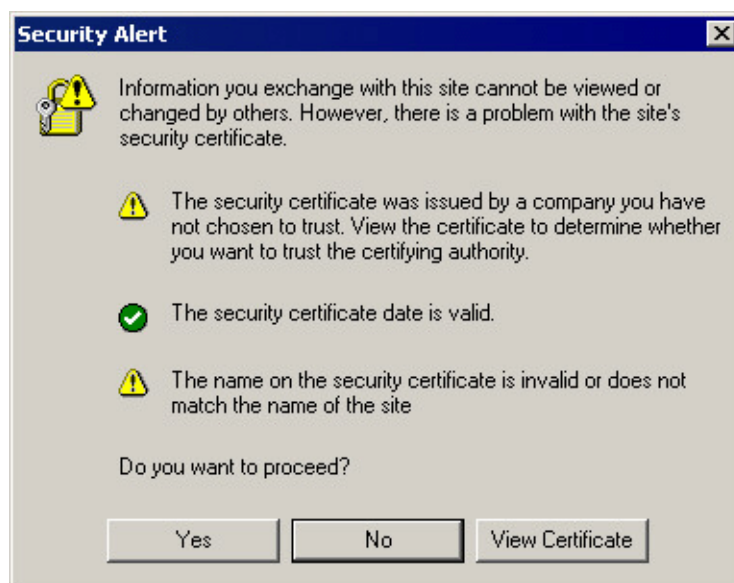 Security Alert
Information you exchange with this site cannot be viewed or
changed by others. However, there is a problem with the site's
security certificate.
The security certificate was issued by a company you have
not chosen to trust. View the certificate to determine whether
you want to trust the certifying authority.
The security certificate date is valid.
The name on the security certificate is invalid or does not
match the name of the site
Do you want to proceed?
Yes
No
View Certificate